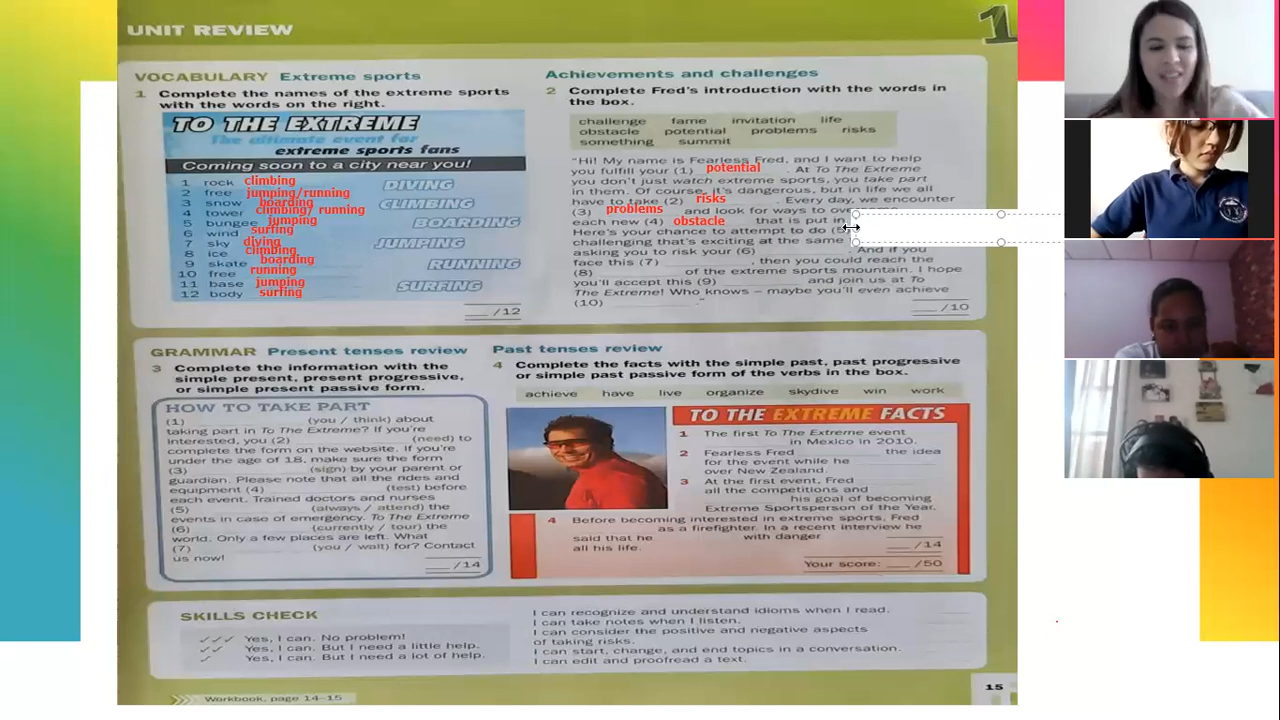 UNIT REVIEW
1
VOCABULARY Extreme sports
1 Complete the names of the extreme sports
with the words on the right.
TO THE EXTREME
The ultimate event for
extreme sports fans
Coming soon to a city near you!
1 rock climbing
2 free jumping/running
3 snow boarding
4 tower climbing/ running
5 bungee jumping
6 wind surfing
7 sky diving
8 ice climbing
9 skate boarding
10 free running
11 base jumping
12 body surfing
DIVING
CLIMBING
BOARDING
JUMPING
RUNNING
SURFING
___ /12
Achievements and challenges
2 Complete Fred's introduction with the words in
the box.
challenge fame invitation life
obstacle potential problems risks
something summit
"Hi! My name is Fearless Fred, and I want to help
you fulfill your (1) potential . At To The Extreme
you don't just watch extreme sports, you take part
in them. Of course, it's dangerous, but in life we all
have to take (2) risks . Every day, we encounter
(3) problems and look for ways to
each new (4) obstacle that is put in
Here's your chance to attempt to do
challenging that's exciting at the same
asking you to risk your (6) . And if you
face this (7) , then you could reach the
(8) of the extreme sports mountain. I hope
you'll accept this (9) and join us at To
The Extreme! Who knows – maybe you'll even achieve
(10) ."
___ /10
GRAMMAR Present tenses review
3 Complete the information with the
simple present, present progressive,
or simple present passive form.
HOW TO TAKE PART
(1) (you / think) about
taking part in To The Extreme? If you're
interested, you (2) (need) to
complete the form on the website. If you're
under the age of 18, make sure the form
(3) (sign) by your parent or
guardian. Please note that all the rides and
equipment (4) (test) before
each event. Trained doctors and nurses
(5) (always / attend) the
events in case of emergency. To The Extreme
(6) (currently / tour) the
world. Only a few places are left. What
(7) (you / wait) for? Contact
us now!
___ /14
Past tenses review
4 Complete the facts with the simple past, past progressive
or simple past passive form of the verbs in the box.
achieve have live organize skydive win work
TO THE EXTREME FACTS
1 The first To The Extreme event
in Mexico in 2010.
2 Fearless Fred the idea
for the event while he
over New Zealand.
3 At the first event, Fred
all the competitions and
his goal of becoming
Extreme Sportsperson of the Year.
4 Before becoming interested in extreme sports, Fred
as a firefighter. In a recent interview he
said that he with danger
all his life.
___ /14
Your score: ___ /50
SKILLS CHECK
✓✓✓ Yes, I can. No problem!
✓✓ Yes, I can. But I need a little help.
✓ Yes, I can. But I need a lot of help.
I can recognize and understand idioms when I read.
I can take notes when I listen.
I can consider the positive and negative aspects
of taking risks.
I can start, change, and end topics in a conversation.
I can edit and proofread a text.
Workbook, page 14–15
15